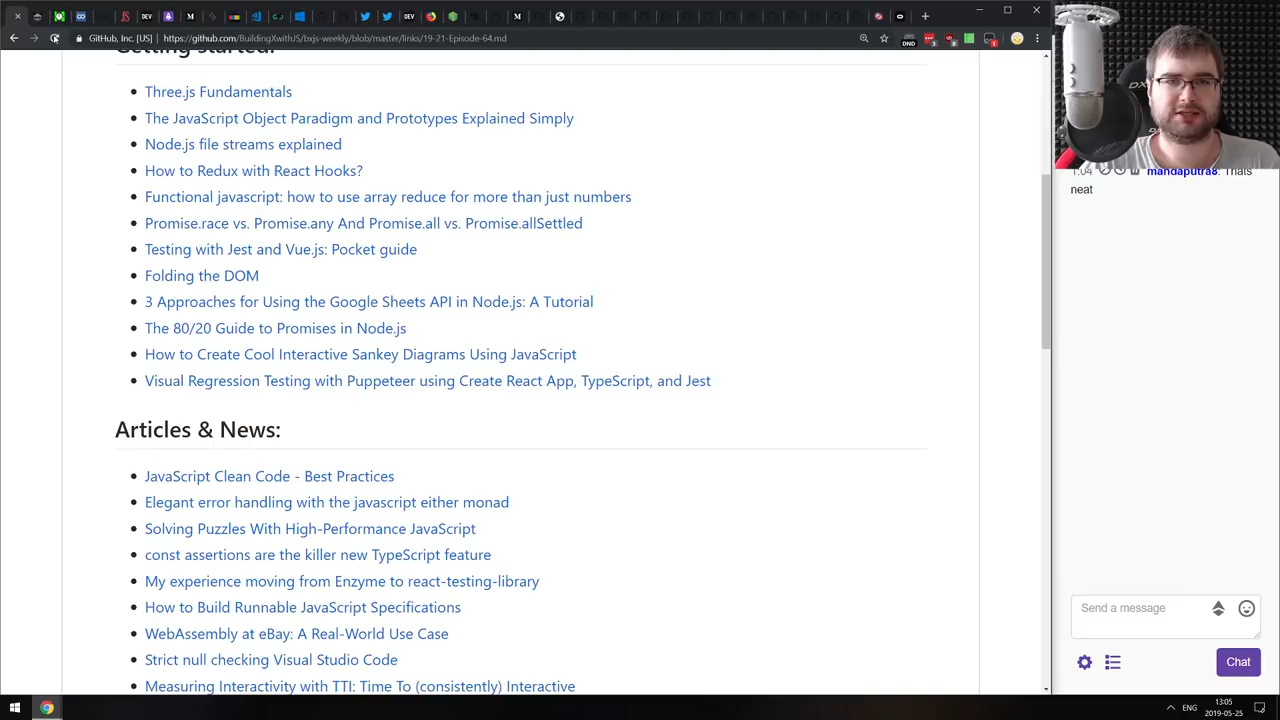 GitHub, Inc. [US] | https://github.com/BuildingXwithJS/bxjs-weekly/blob/master/links/19-21-Episode-64.md
Getting started:
Three.js Fundamentals
The JavaScript Object Paradigm and Prototypes Explained Simply
Node.js file streams explained
How to Redux with React Hooks?
Functional javascript: how to use array reduce for more than just numbers
Promise.race vs. Promise.any And Promise.all vs. Promise.allSettled
Testing with Jest and Vue.js: Pocket guide
Folding the DOM
3 Approaches for Using the Google Sheets API in Node.js: A Tutorial
The 80/20 Guide to Promises in Node.js
How to Create Cool Interactive Sankey Diagrams Using JavaScript
Visual Regression Testing with Puppeteer using Create React App, TypeScript, and Jest
Articles & News:
JavaScript Clean Code - Best Practices
Elegant error handling with the javascript either monad
Solving Puzzles With High-Performance JavaScript
const assertions are the killer new TypeScript feature
My experience moving from Enzyme to react-testing-library
How to Build Runnable JavaScript Specifications
WebAssembly at eBay: A Real-World Use Case
Strict null checking Visual Studio Code
Measuring Interactivity with TTI: Time To (consistently) Interactive
DX
1:04 mandaputra8: Thats
neat
Send a message
Chat
ENG
13:05
2019-05-25